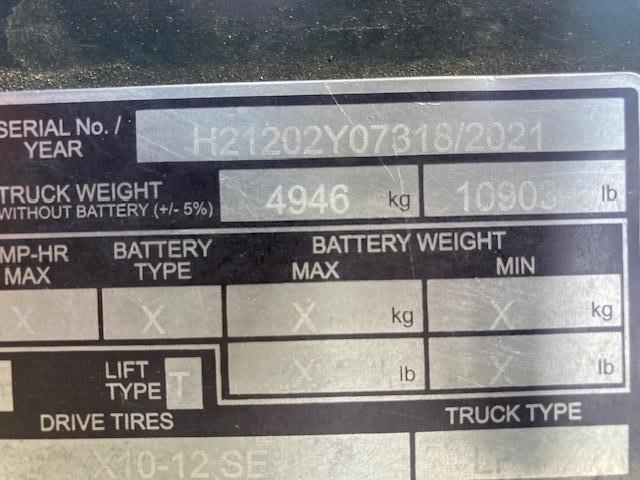 SERIAL No. /
YEAR
H21202Y07318/2021
TRUCK WEIGHT
WITHOUT BATTERY (+/- 5%)
4946 kg 10903 lb
MP-HR
MAX
BATTERY
TYPE
BATTERY WEIGHT
MAX MIN
X X X kg X kg
X lb X lb
LIFT
TYPE T
DRIVE TIRES TRUCK TYPE
X10-12 SE